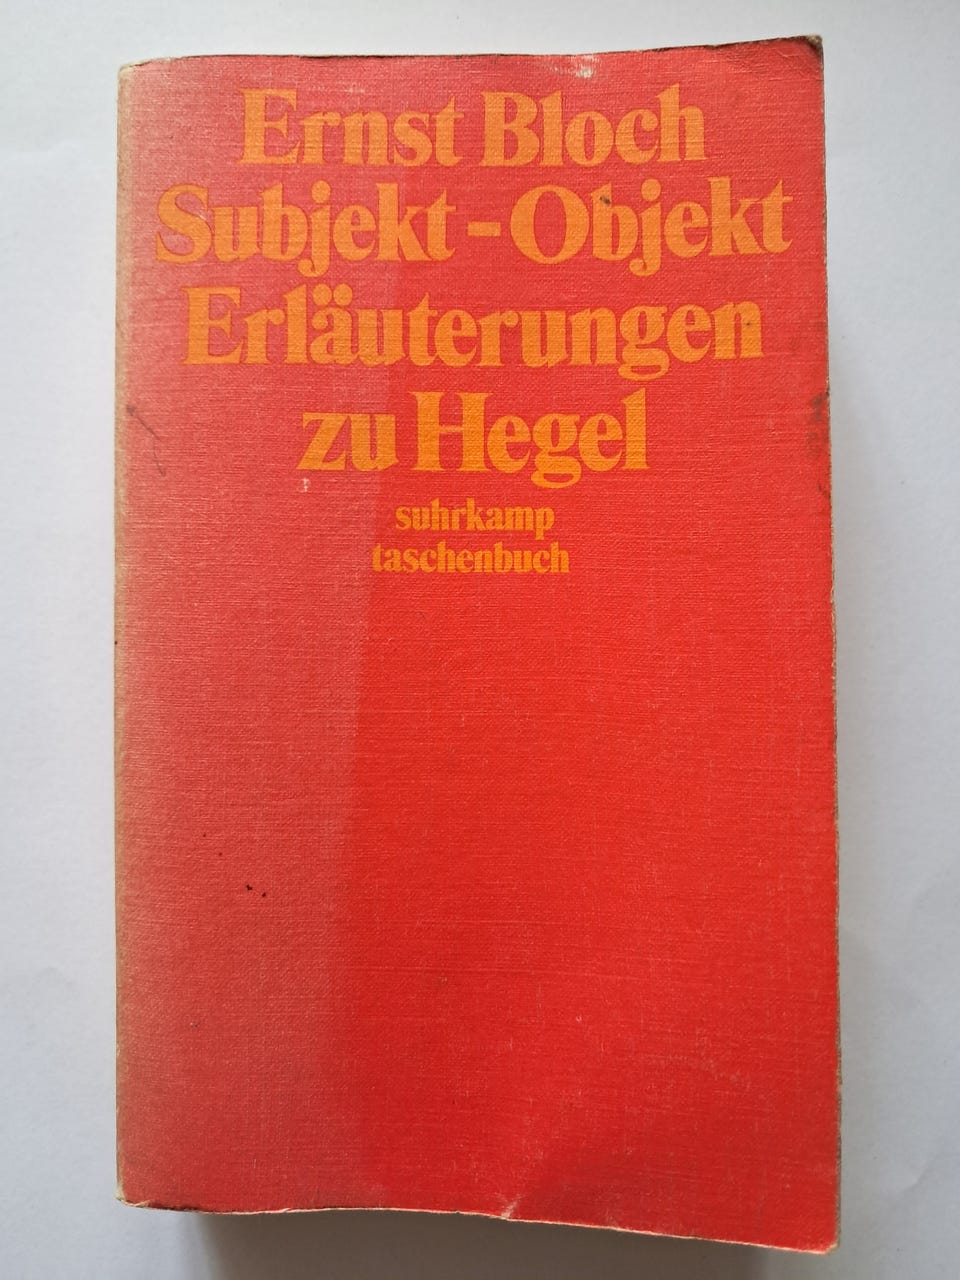 Ernst Bloch
Subjekt-Objekt
Erläuterungen
zu Hegel
suhrkamp
taschenbuch